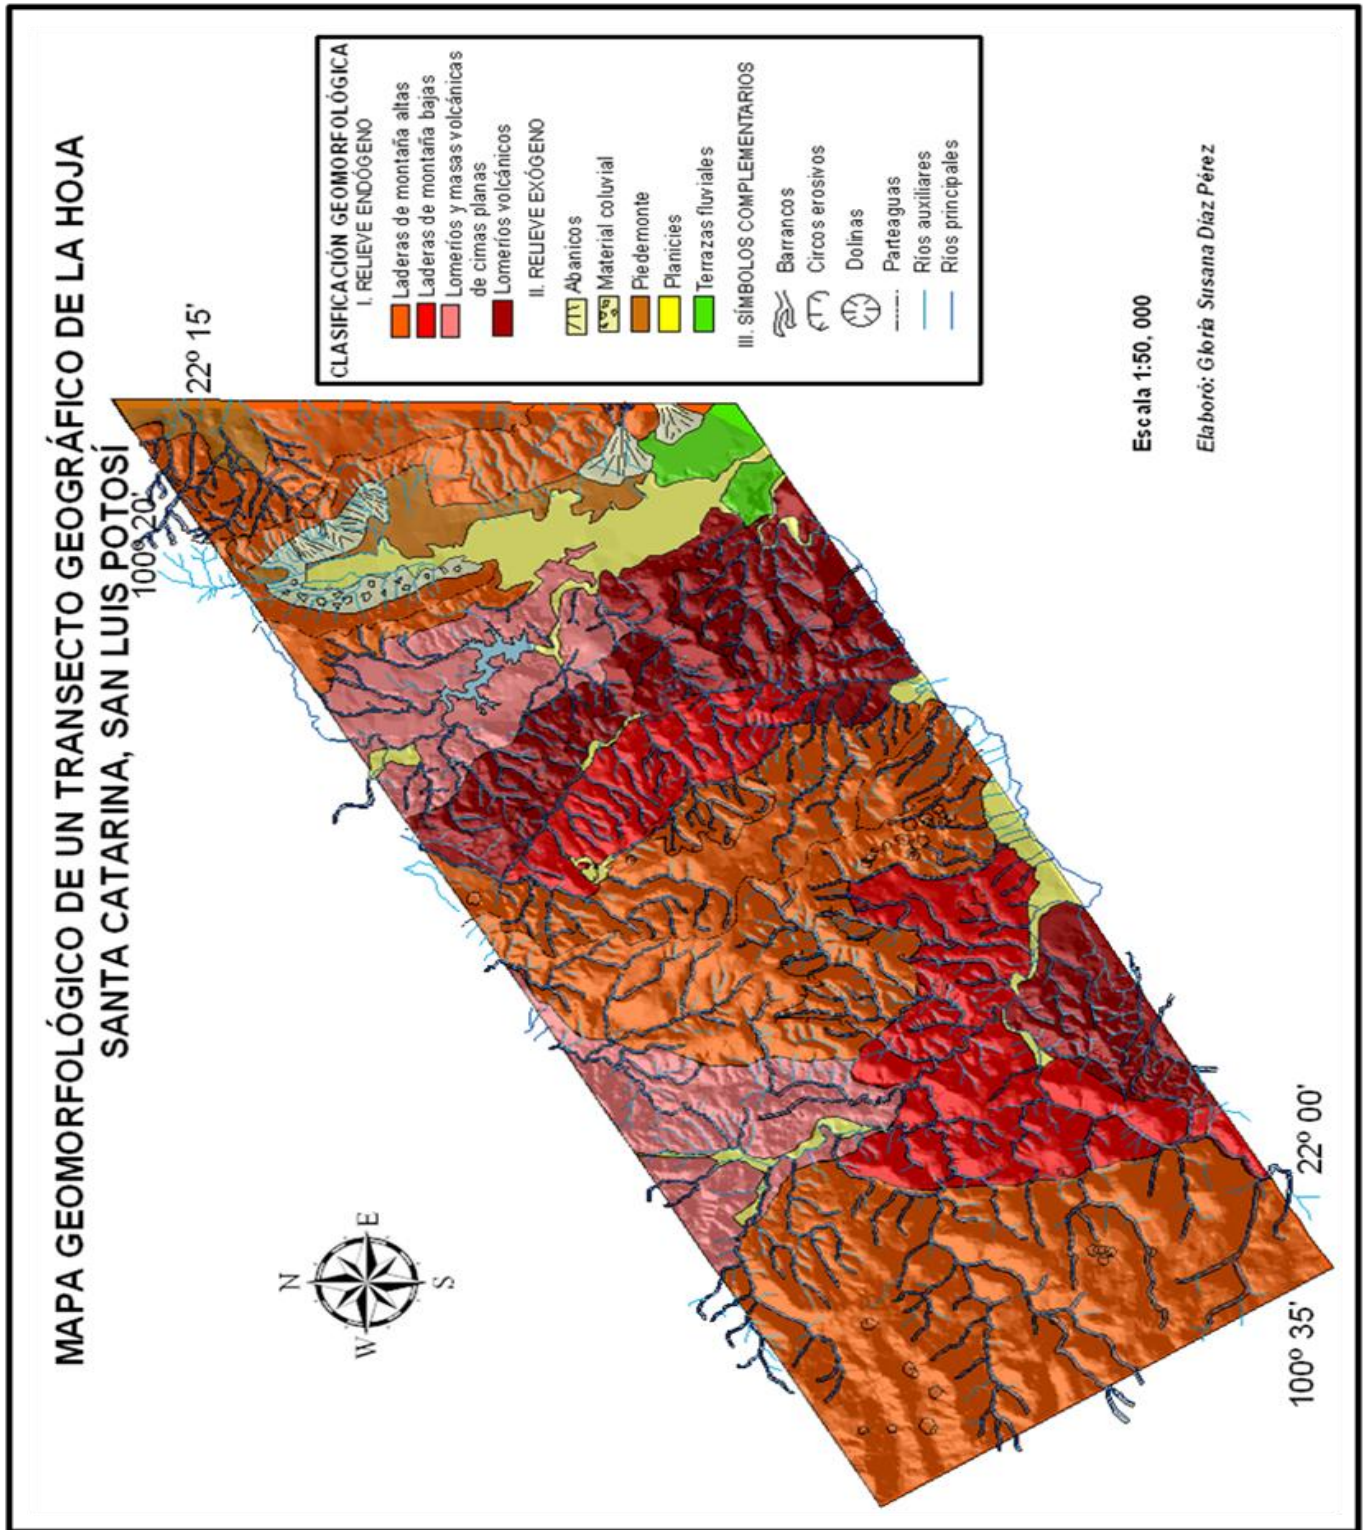 MAPA GEOMORFOLÓGICO DE UN TRANSECTO GEOGRÁFICO DE LA HOJA
SANTA CATARINA, SAN LUIS POTOSÍ
100º 20'
22º 15'
CLASIFICACIÓN GEOMORFOLÓGICA
I. RELIEVE ENDÓGENO
Laderas de montaña altas
Laderas de montaña bajas
Lomeríos y masas volcánicas
de cimas planas
Lomeríos volcánicos
II. RELIEVE EXÓGENO
Abanicos
Material coluvial
Piedemonte
Planicies
Terrazas fluviales
III. SÍMBOLOS COMPLEMENTARIOS
Barrancos
Circos erosivos
Dolinas
Parteaguas
Ríos auxiliares
Ríos principales
N
W
E
S
Escala 1:50, 000
Elaboró: Gloria Susana Díaz Pérez
100º 35'
22º 00'